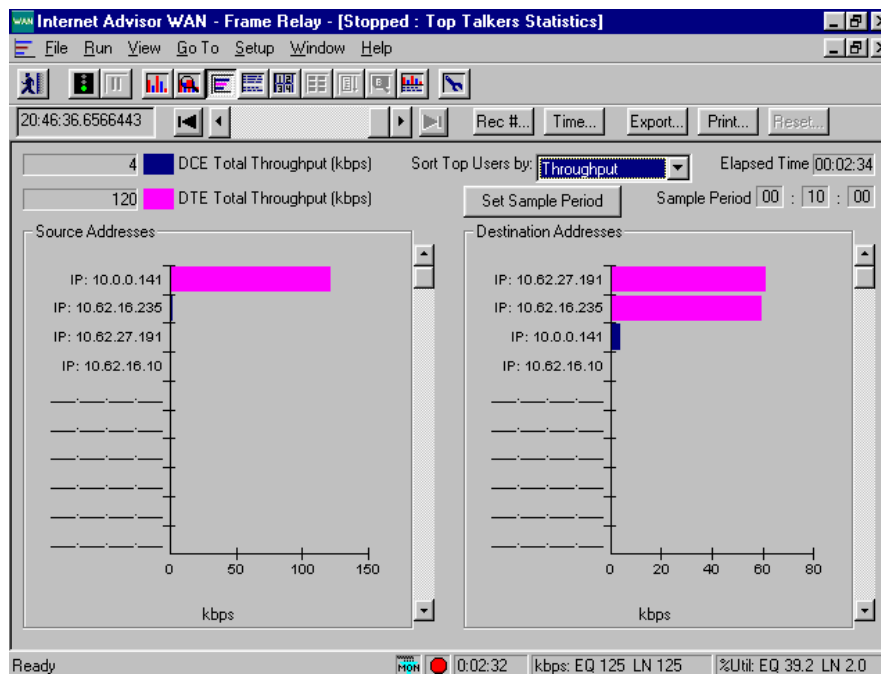 WAN Internet Advisor WAN - Frame Relay - [Stopped : Top Talkers Statistics]
File Run View Go To Setup Window Help
20:46:36.6566443 Rec #... Time... Export... Print... Reset...
4 DCE Total Throughput (kbps) Sort Top Users by: Throughput Elapsed Time 00:02:34
120 DTE Total Throughput (kbps) Set Sample Period Sample Period 00 : 10 : 00
Source Addresses
IP: 10.0.0.141
IP: 10.62.16.235
IP: 10.62.27.191
IP: 10.62.16.10
0 50 100 150
kbps
Destination Addresses
IP: 10.62.27.191
IP: 10.62.16.235
IP: 10.0.0.141
IP: 10.62.16.10
0 20 40 60 80
kbps
Ready MON 0:02:32 kbps: EQ 125 LN 125 %Util: EQ 39.2 LN 2.0